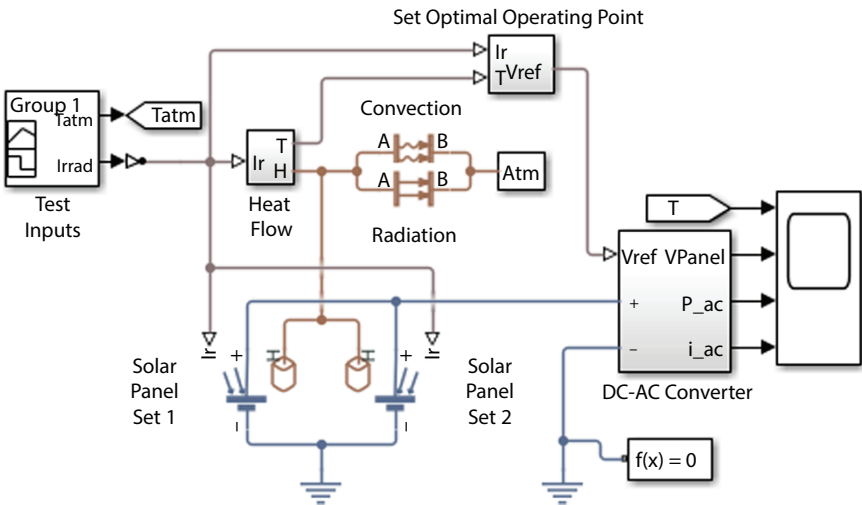 Set Optimal Operating Point
Ir
T
Vref
Group 1
Tatm
Irrad
Tatm
Test
Inputs
Ir
T
H
Heat
Flow
Convection
A
B
A
B
Radiation
Atm
T
Vref
VPanel
+
P_ac
–
i_ac
DC-AC Converter
Ir
H
H
Ir
+
+
–
–
Solar
Panel
Set 1
Solar
Panel
Set 2
f(x) = 0